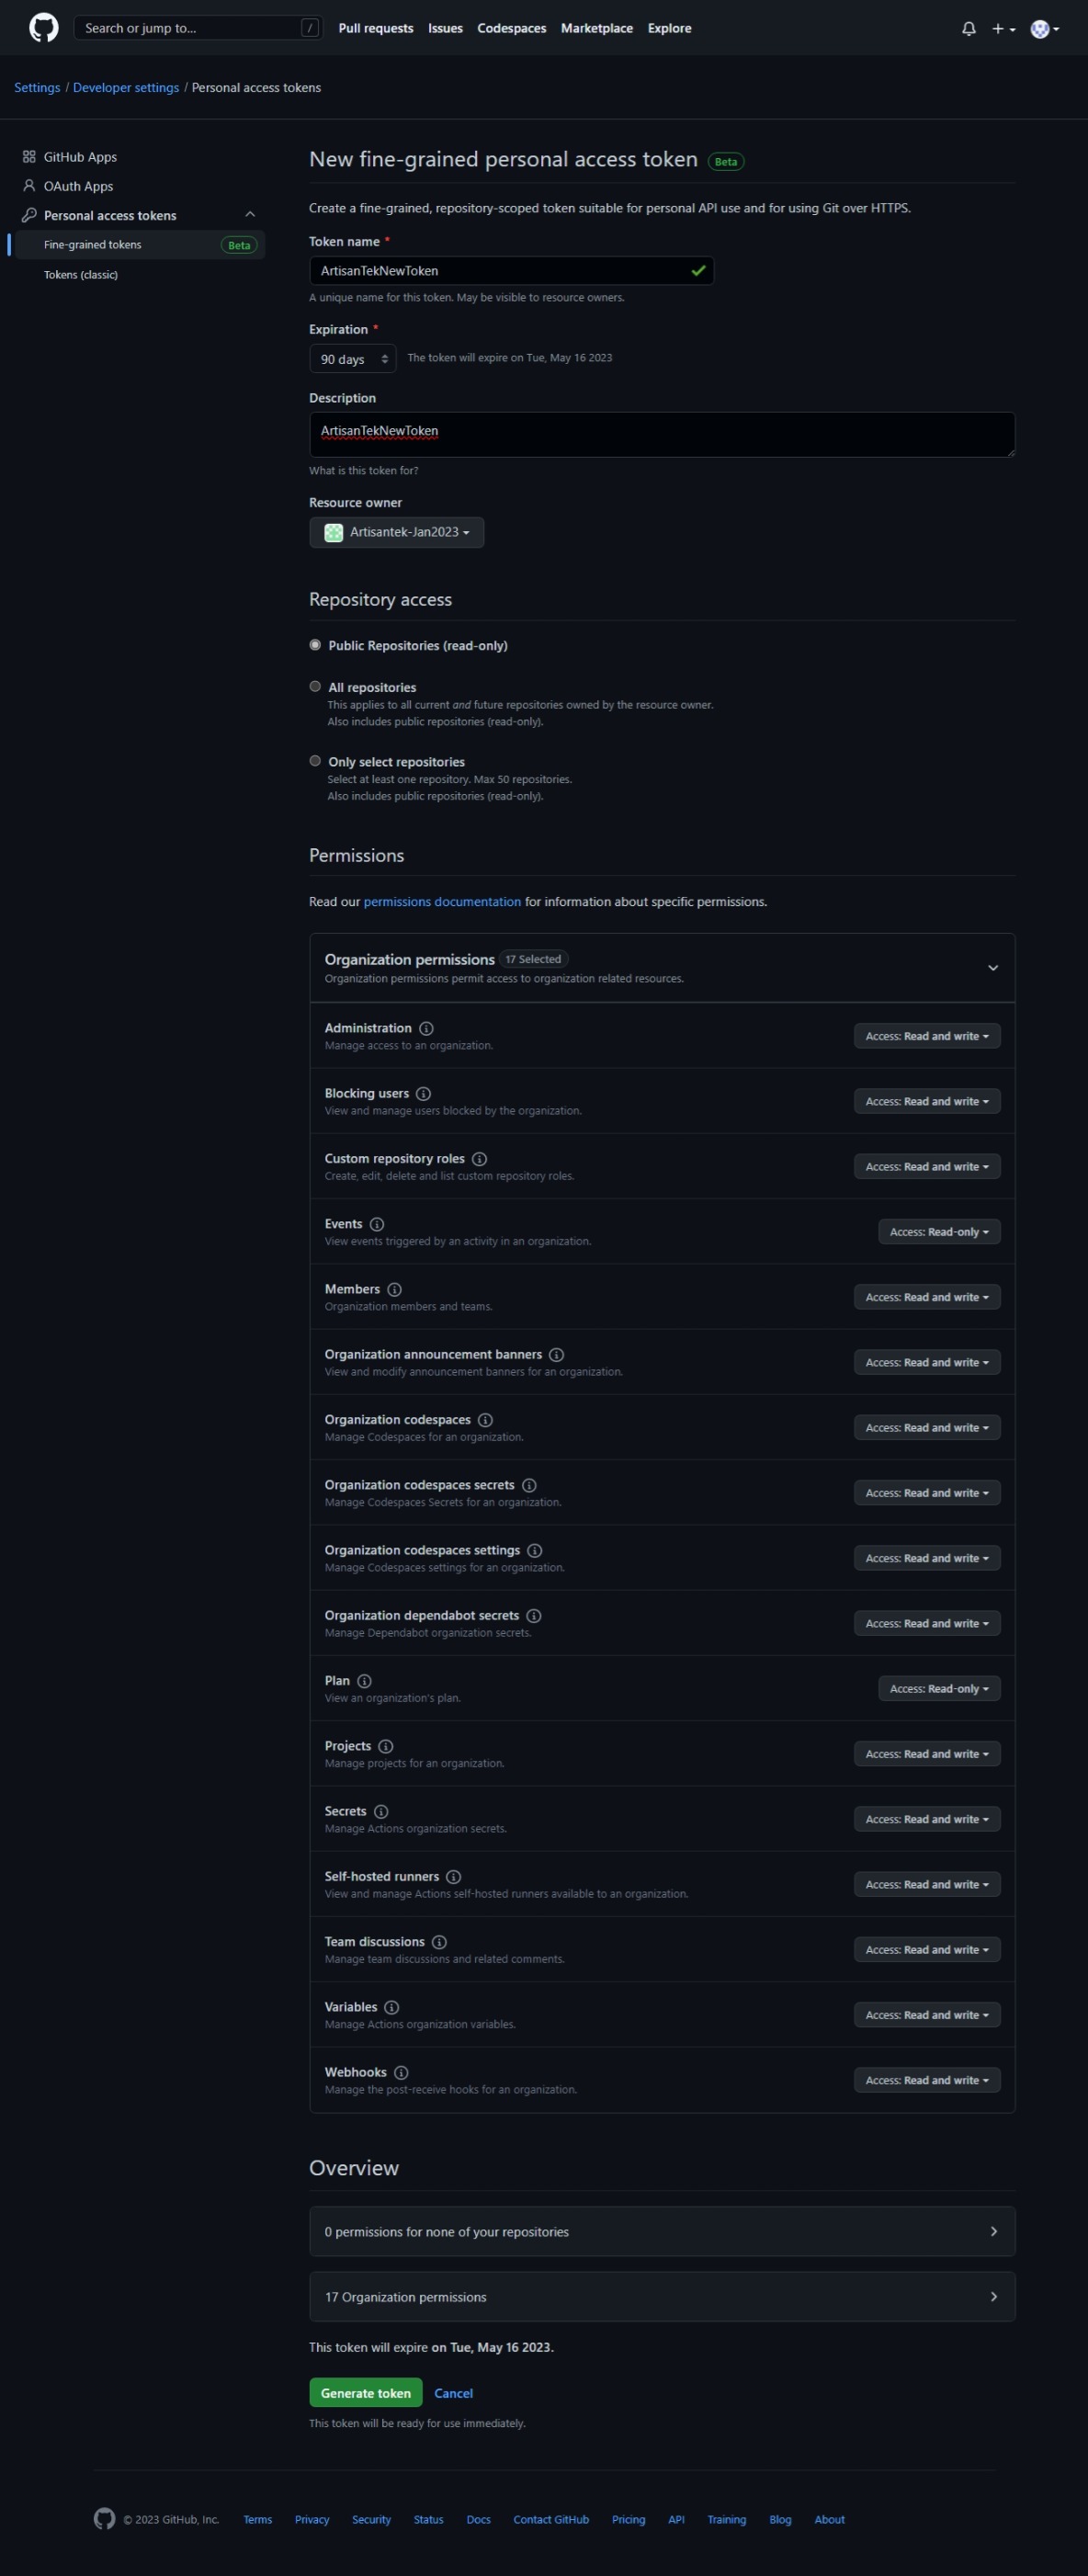 Search or jump to... /
Pull requests Issues Codespaces Marketplace Explore
Settings / Developer settings / Personal access tokens
GitHub Apps
OAuth Apps
Personal access tokens
Fine-grained tokens Beta
Tokens (classic)
New fine-grained personal access token Beta
Create a fine-grained, repository-scoped token suitable for personal API use and for using Git over HTTPS.
Token name *
ArtisanTekNewToken
A unique name for this token. May be visible to resource owners.
Expiration *
90 days The token will expire on Tue, May 16 2023
Description
ArtisanTekNewToken
What is this token for?
Resource owner
Artisantek-Jan2023
Repository access
Public Repositories (read-only)
All repositories
This applies to all current and future repositories owned by the resource owner.
Also includes public repositories (read-only).
Only select repositories
Select at least one repository. Max 50 repositories.
Also includes public repositories (read-only).
Permissions
Read our permissions documentation for information about specific permissions.
Organization permissions 17 Selected
Organization permissions permit access to organization related resources.
Administration
Manage access to an organization.
Access: Read and write
Blocking users
View and manage users blocked by the organization.
Access: Read and write
Custom repository roles
Create, edit, delete and list custom repository roles.
Access: Read and write
Events
View events triggered by an activity in an organization.
Access: Read-only
Members
Organization members and teams.
Access: Read and write
Organization announcement banners
View and modify announcement banners for an organization.
Access: Read and write
Organization codespaces
Manage Codespaces for an organization.
Access: Read and write
Organization codespaces secrets
Manage Codespaces Secrets for an organization.
Access: Read and write
Organization codespaces settings
Manage Codespaces settings for an organization.
Access: Read and write
Organization dependabot secrets
Manage Dependabot organization secrets.
Access: Read and write
Plan
View an organization's plan.
Access: Read-only
Projects
Manage projects for an organization.
Access: Read and write
Secrets
Manage Actions organization secrets.
Access: Read and write
Self-hosted runners
View and manage Actions self-hosted runners available to an organization.
Access: Read and write
Team discussions
Manage team discussions and related comments.
Access: Read and write
Variables
Manage Actions organization variables.
Access: Read and write
Webhooks
Manage the post-receive hooks for an organization.
Access: Read and write
Overview
0 permissions for none of your repositories
17 Organization permissions
This token will expire on Tue, May 16 2023.
Generate token Cancel
This token will be ready for use immediately.
© 2023 GitHub, Inc. Terms Privacy Security Status Docs Contact GitHub Pricing API Training Blog About